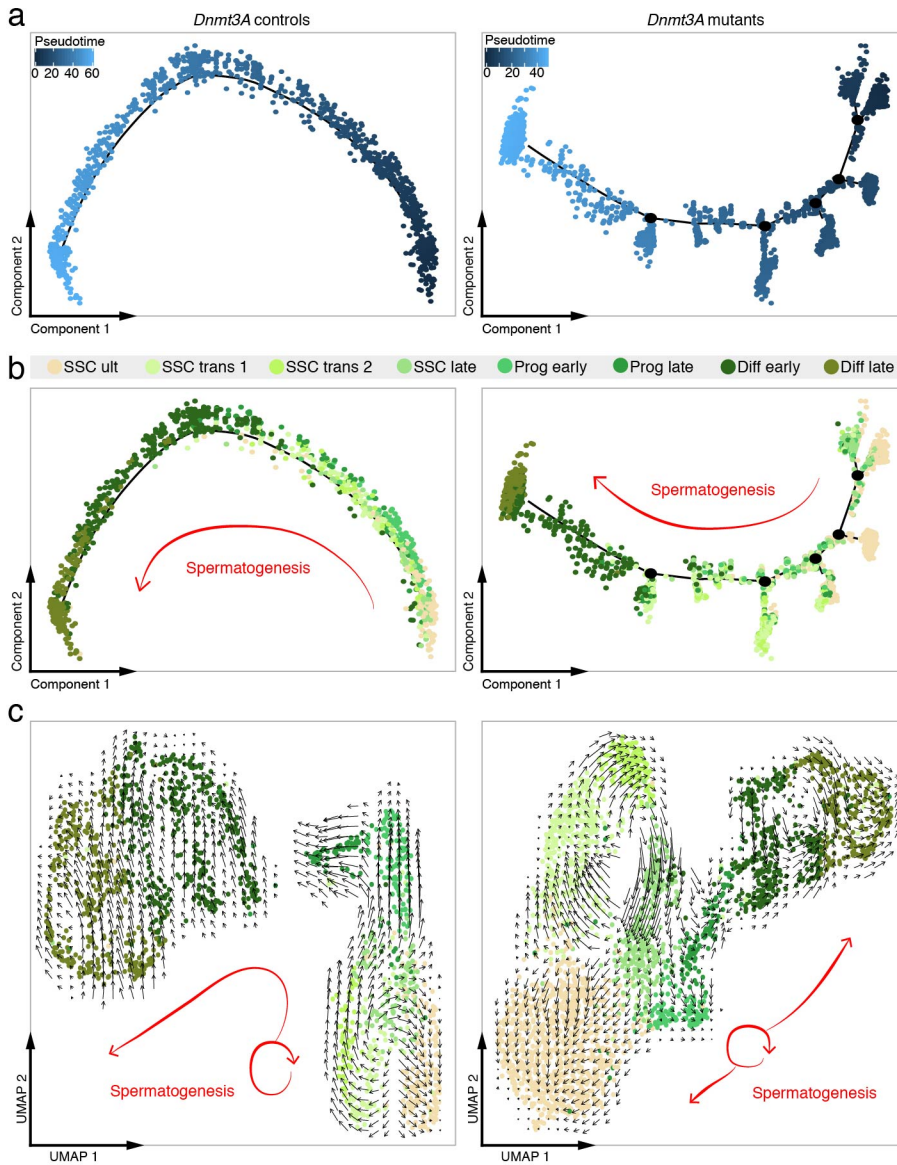 a
Dnmt3A controls
Dnmt3A mutants
Pseudotime
0 20 40 60
Pseudotime
0 20 40
Component 2
Component 1
Component 2
Component 1
b
SSC ult SSC trans 1 SSC trans 2 SSC late Prog early Prog late Diff early Diff late
Spermatogenesis
Spermatogenesis
Component 2
Component 1
Component 2
Component 1
c
Spermatogenesis
Spermatogenesis
UMAP 2
UMAP 1
UMAP 2
UMAP 1